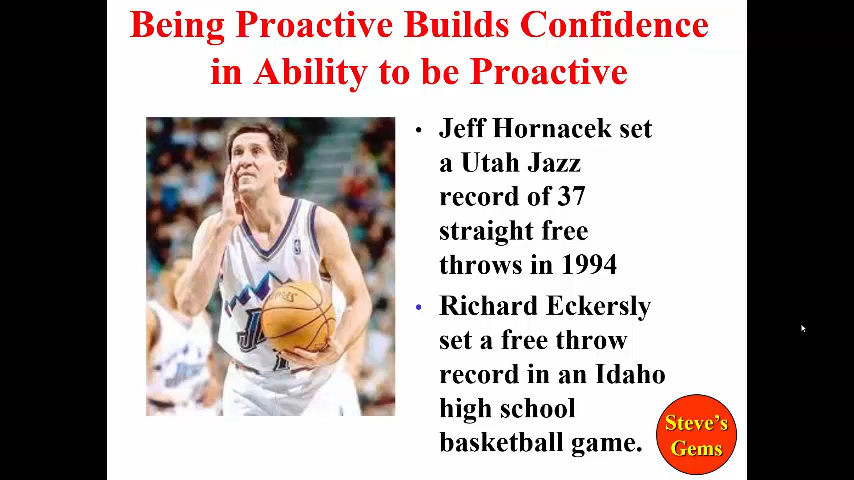 Being Proactive Builds Confidence
in Ability to be Proactive
• Jeff Hornacek set
a Utah Jazz
record of 37
straight free
throws in 1994
• Richard Eckersly
set a free throw
record in an Idaho
high school
basketball game.
Steve's
Gems